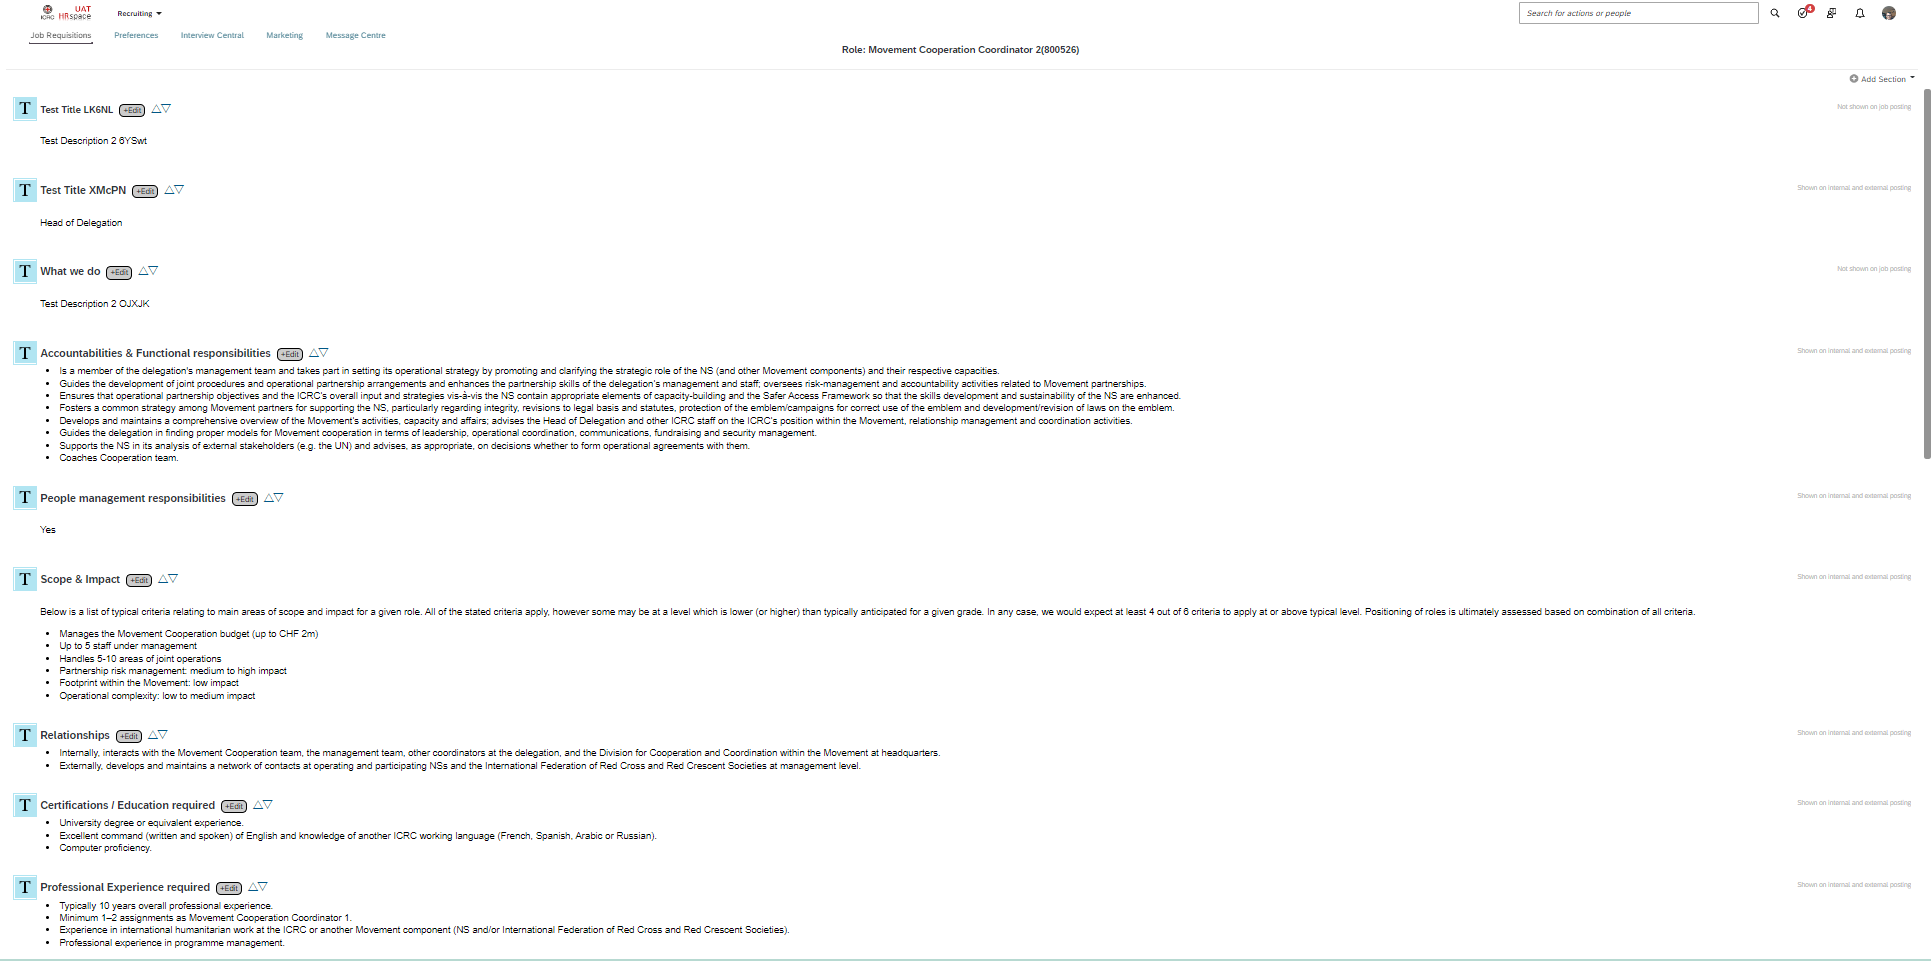 ICRC
UAT
HRspace
Recruiting
Search for actions or people
4
Job Requisitions
Preferences
Interview Central
Marketing
Message Centre
Role: Movement Cooperation Coordinator 2(800526)
Add Section
T Test Title LK6NL +Edit
Not shown on job posting
Test Description 2 6YSwt
T Test Title XMcPN +Edit
Shown on internal and external posting
Head of Delegation
T What we do +Edit
Not shown on job posting
Test Description 2 OJXJK
T Accountabilities & Functional responsibilities +Edit
Shown on internal and external posting
• Is a member of the delegation's management team and takes part in setting its operational strategy by promoting and clarifying the strategic role of the NS (and other Movement components) and their respective capacities.
• Guides the development of joint procedures and operational partnership arrangements and enhances the partnership skills of the delegation's management and staff; oversees risk-management and accountability activities related to Movement partnerships.
• Ensures that operational partnership objectives and the ICRC's overall input and strategies vis-à-vis the NS contain appropriate elements of capacity-building and the Safer Access Framework so that the skills development and sustainability of the NS are enhanced.
• Fosters a common strategy among Movement partners for supporting the NS, particularly regarding integrity, revisions to legal basis and statutes, protection of the emblem/campaigns for correct use of the emblem and development/revision of laws on the emblem.
• Develops and maintains a comprehensive overview of the Movement's activities, capacity and affairs; advises the Head of Delegation and other ICRC staff on the ICRC's position within the Movement, relationship management and coordination activities.
• Guides the delegation in finding proper models for Movement cooperation in terms of leadership, operational coordination, communications, fundraising and security management.
• Supports the NS in its analysis of external stakeholders (e.g. the UN) and advises, as appropriate, on decisions whether to form operational agreements with them.
• Coaches Cooperation team.
T People management responsibilities +Edit
Shown on internal and external posting
Yes
T Scope & Impact +Edit
Shown on internal and external posting
Below is a list of typical criteria relating to main areas of scope and impact for a given role. All of the stated criteria apply, however some may be at a level which is lower (or higher) than typically anticipated for a given grade. In any case, we would expect at least 4 out of 6 criteria to apply at or above typical level. Positioning of roles is ultimately assessed based on combination of all criteria.
• Manages the Movement Cooperation budget (up to CHF 2m)
• Up to 5 staff under management
• Handles 5-10 areas of joint operations
• Partnership risk management: medium to high impact
• Footprint within the Movement: low impact
• Operational complexity: low to medium impact
T Relationships +Edit
Shown on internal and external posting
• Internally, interacts with the Movement Cooperation team, the management team, other coordinators at the delegation, and the Division for Cooperation and Coordination within the Movement at headquarters.
• Externally, develops and maintains a network of contacts at operating and participating NSs and the International Federation of Red Cross and Red Crescent Societies at management level.
T Certifications / Education required +Edit
Shown on internal and external posting
• University degree or equivalent experience.
• Excellent command (written and spoken) of English and knowledge of another ICRC working language (French, Spanish, Arabic or Russian).
• Computer proficiency.
T Professional Experience required +Edit
Shown on internal and external posting
• Typically 10 years overall professional experience.
• Minimum 1–2 assignments as Movement Cooperation Coordinator 1.
• Experience in international humanitarian work at the ICRC or another Movement component (NS and/or International Federation of Red Cross and Red Crescent Societies).
• Professional experience in programme management.